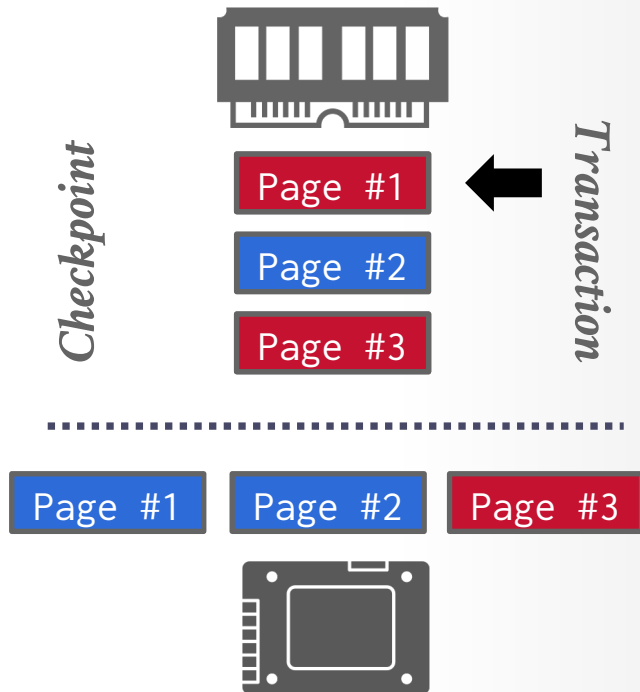 Checkpoint
Transaction
Page #1
Page #2
Page #3
Page #1
Page #2
Page #3